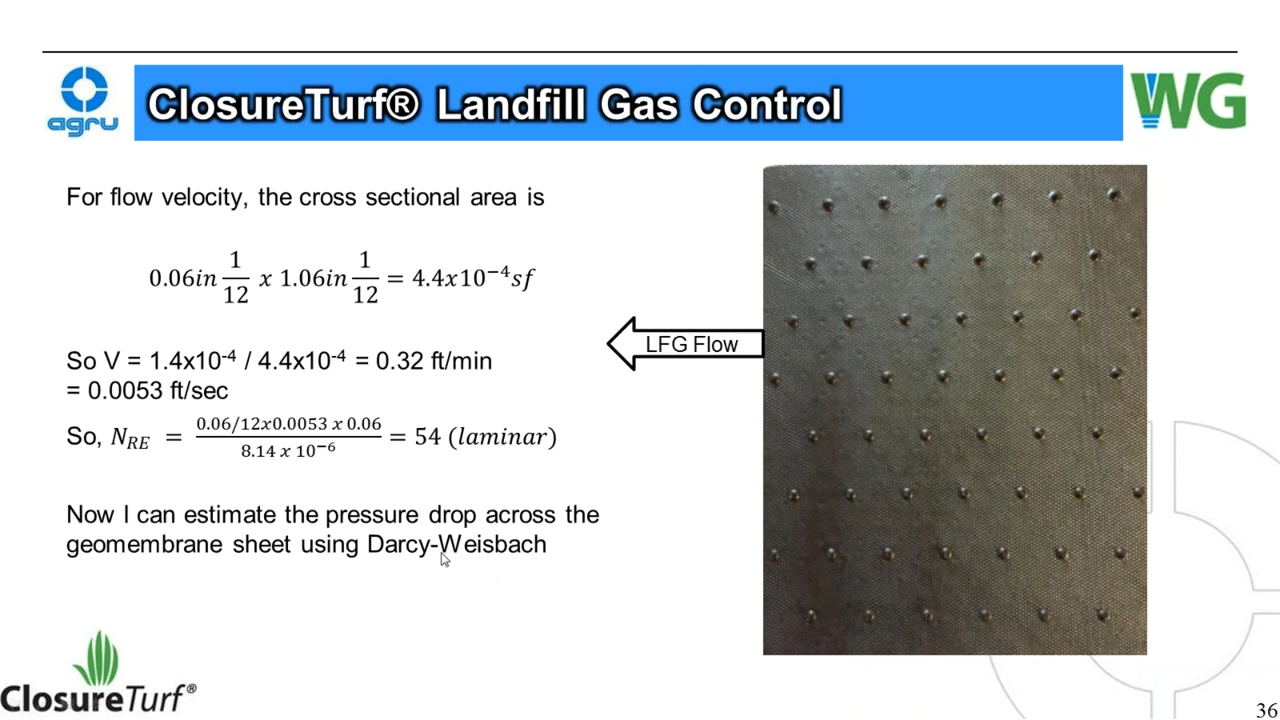 agru
ClosureTurf® Landfill Gas Control
WG
For flow velocity, the cross sectional area is
0.06in 1/12 x 1.06in 1/12 = 4.4x10⁻⁴sf
So V = 1.4x10⁻⁴ / 4.4x10⁻⁴ = 0.32 ft/min
= 0.0053 ft/sec
So, N_RE = 0.06/12x0.0053 x 0.06 / 8.14 x 10⁻⁶ = 54 (laminar)
Now I can estimate the pressure drop across the
geomembrane sheet using Darcy-Weisbach
LFG Flow
ClosureTurf®
36